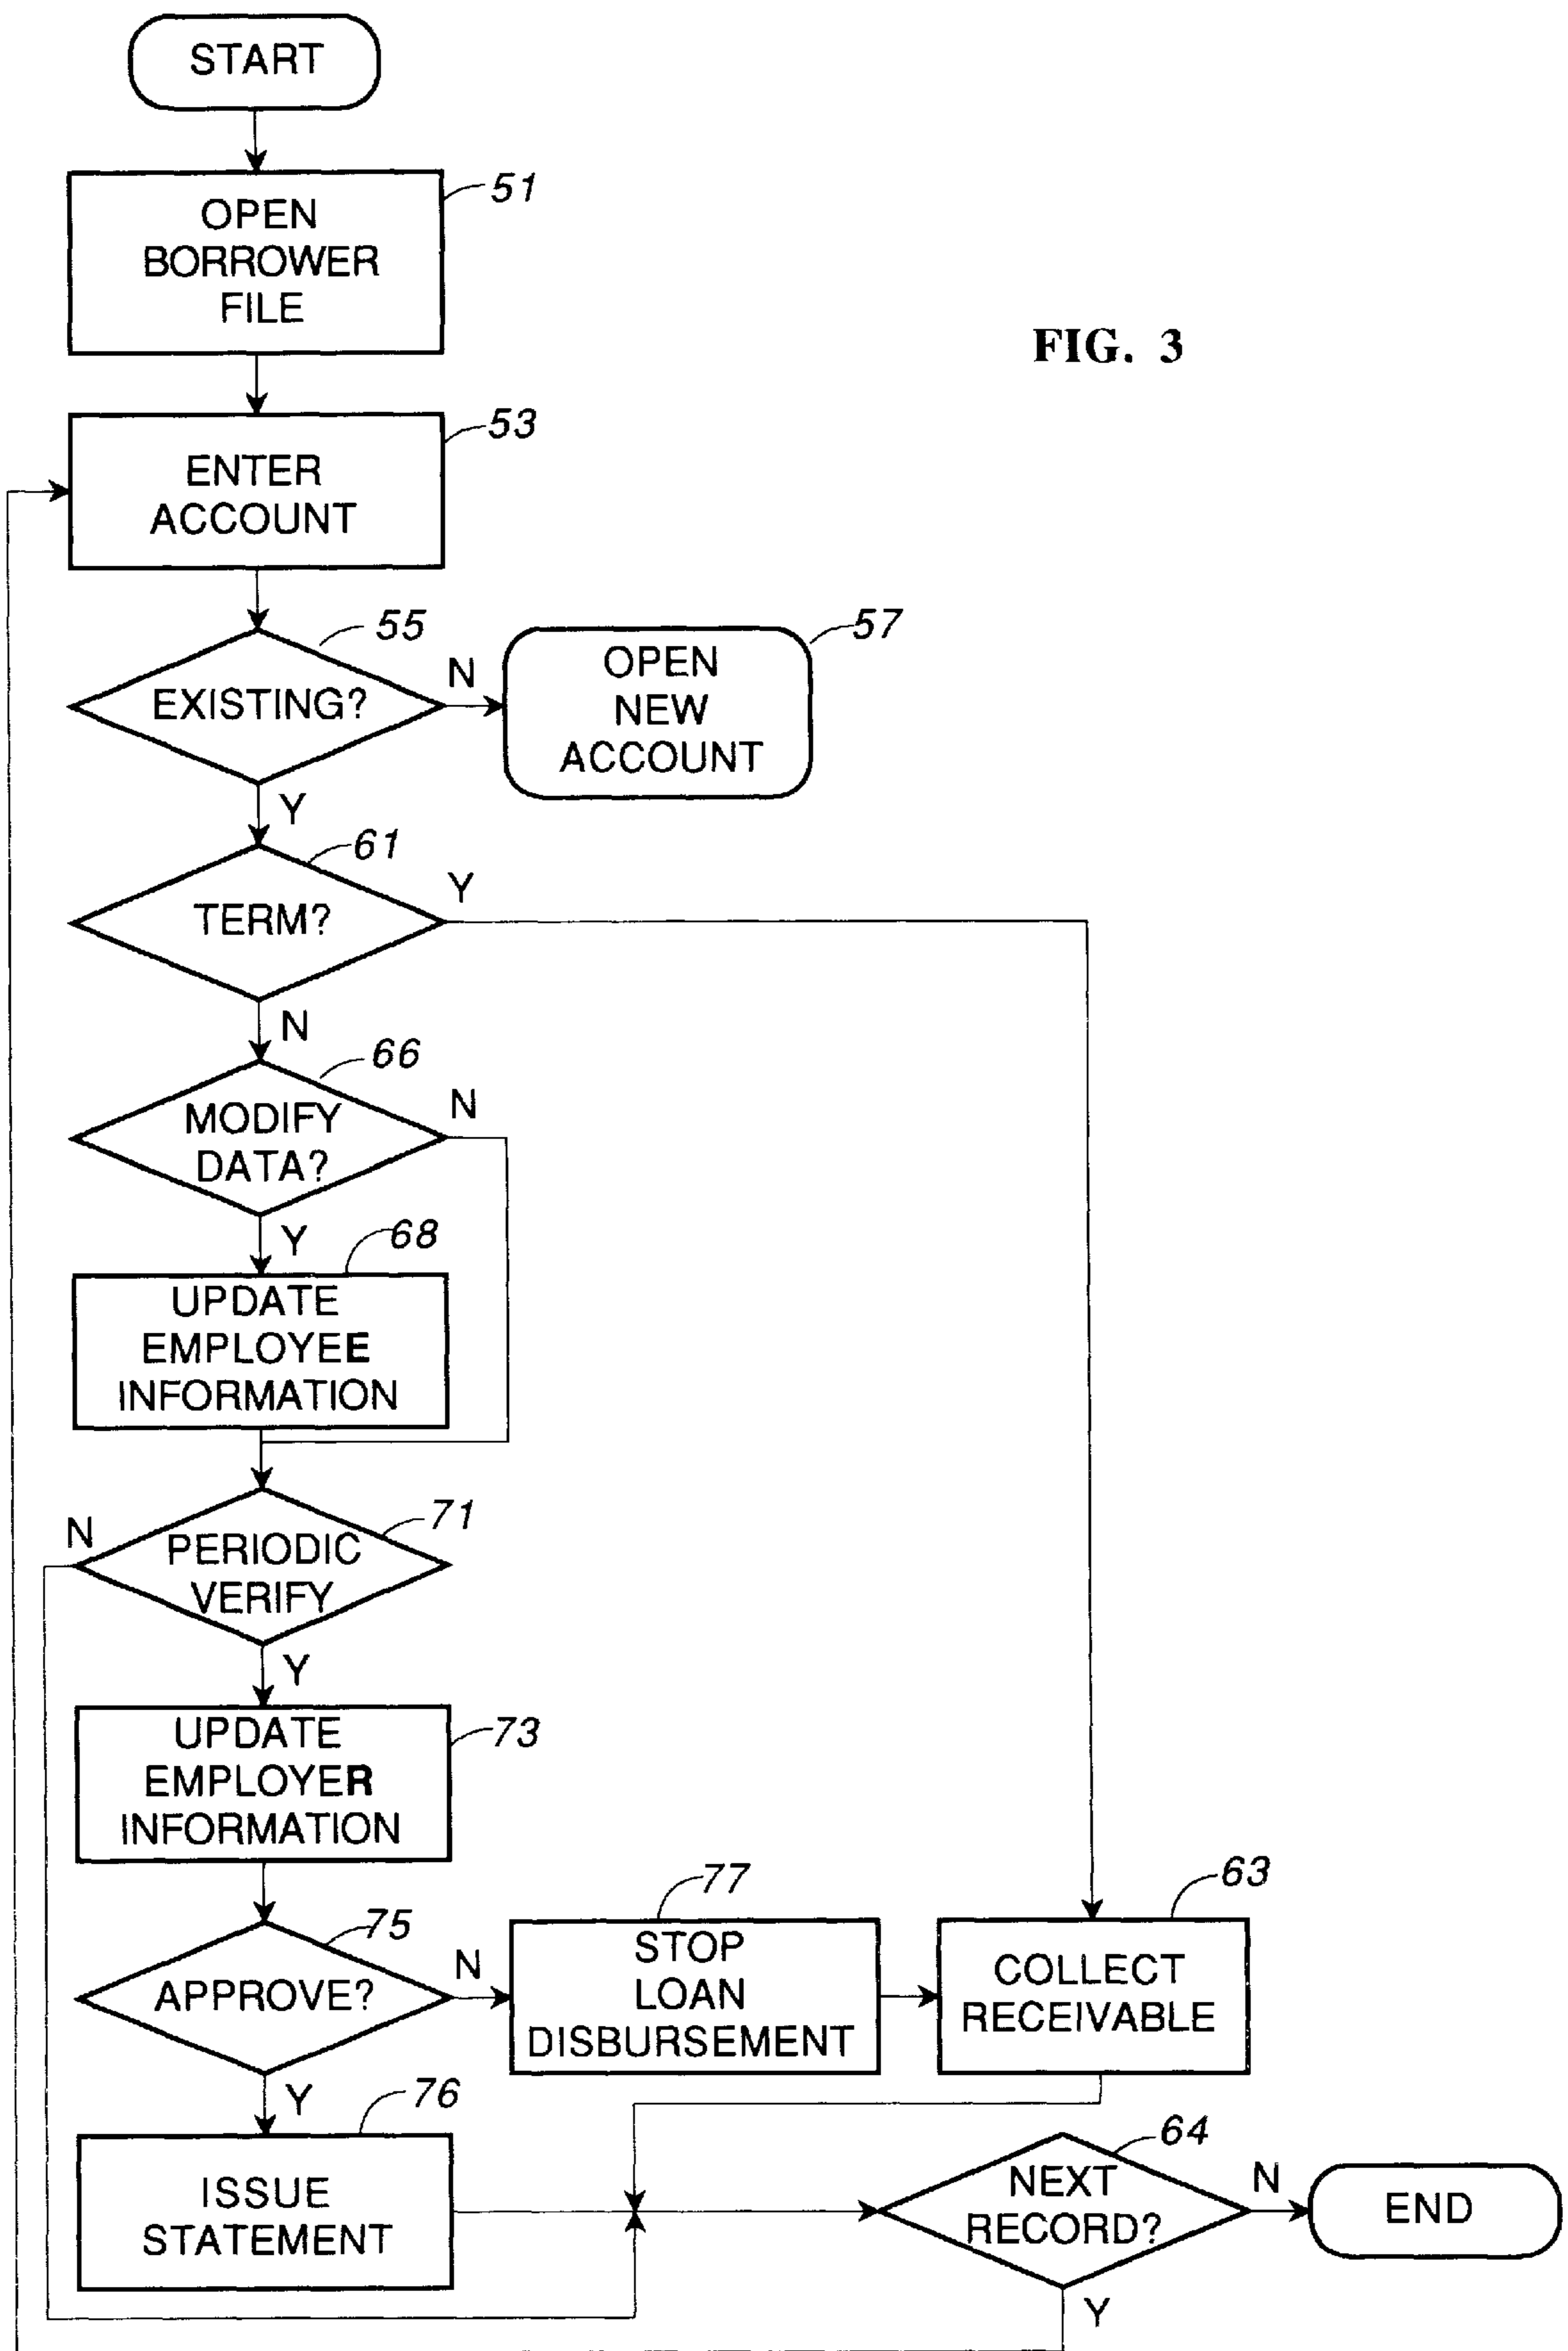 START
51
OPEN
BORROWER
FILE
FIG. 3
53
ENTER
ACCOUNT
55
57
EXISTING?
N
OPEN
NEW
ACCOUNT
Y
61
TERM?
Y
N
66
MODIFY
DATA?
N
Y
68
UPDATE
EMPLOYEE
INFORMATION
71
N
PERIODIC
VERIFY
Y
73
UPDATE
EMPLOYER
INFORMATION
75
APPROVE?
N
77
STOP
LOAN
DISBURSEMENT
63
COLLECT
RECEIVABLE
Y
76
ISSUE
STATEMENT
64
NEXT
RECORD?
N
END
Y